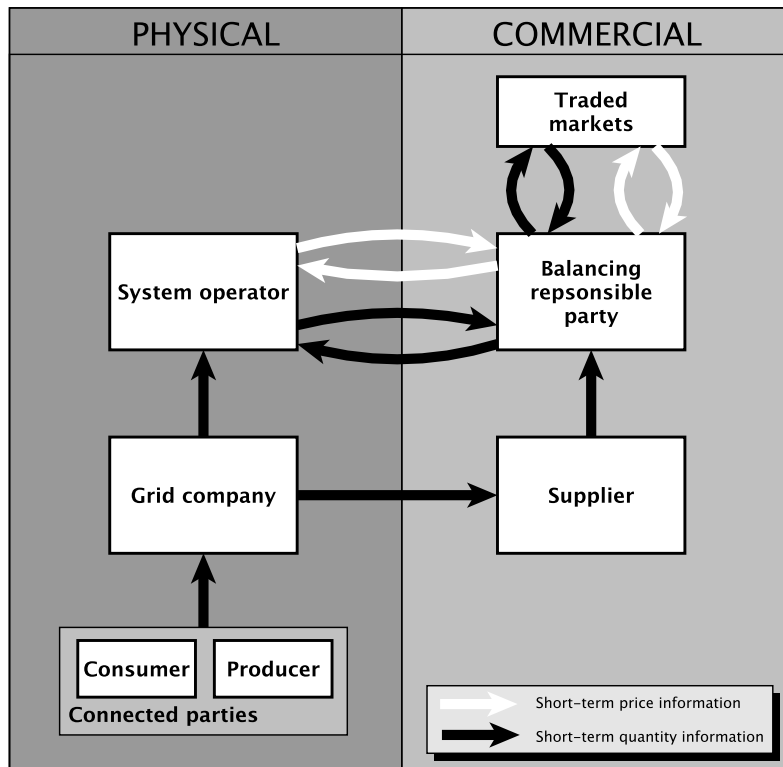 PHYSICAL
COMMERCIAL
Traded
markets
System operator
Balancing
repsonsible
party
Grid company
Supplier
Consumer
Producer
Connected parties
Short-term price information
Short-term quantity information